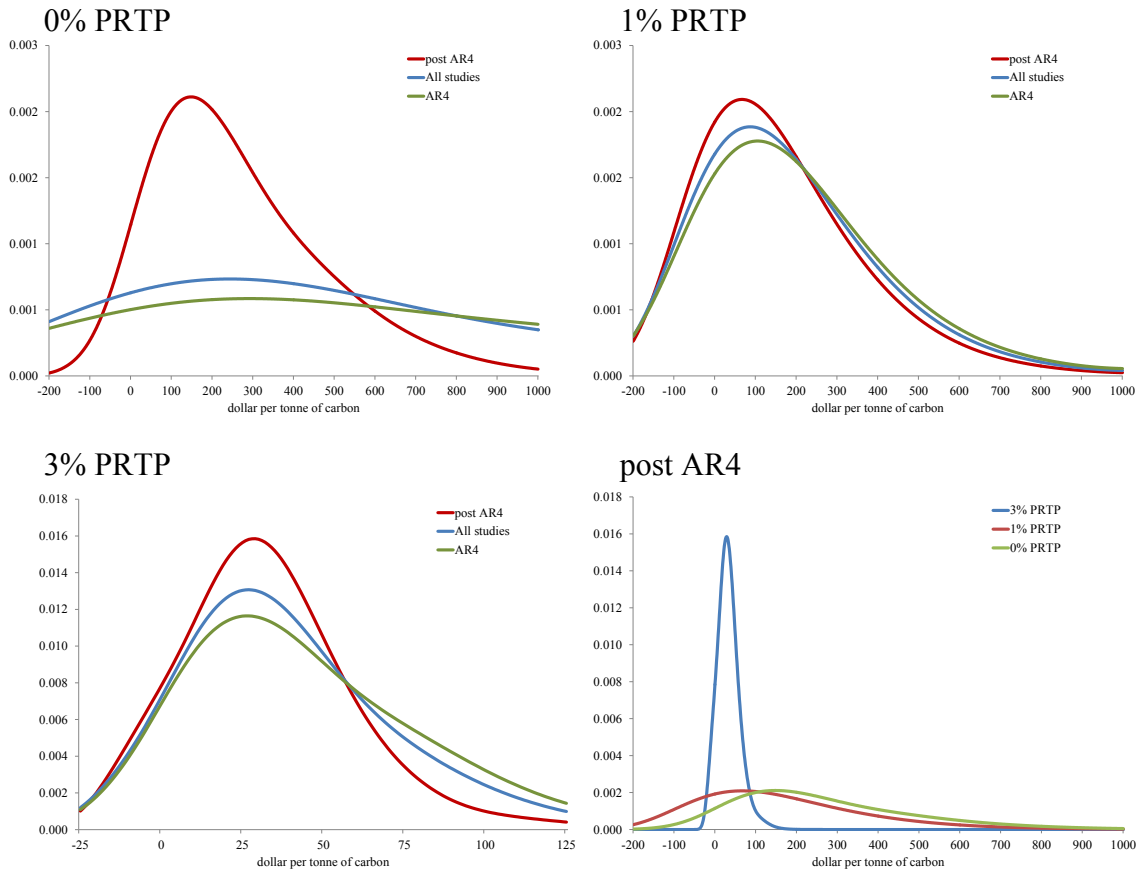 0% PRTP
0.003
0.002
0.002
0.001
0.001
0.000
-200 -100 0 100 200 300 400 500 600 700 800 900 1000
dollar per tonne of carbon
post AR4
All studies
AR4
1% PRTP
0.003
0.002
0.002
0.001
0.001
0.000
-200 -100 0 100 200 300 400 500 600 700 800 900 1000
dollar per tonne of carbon
post AR4
All studies
AR4
3% PRTP
0.018
0.016
0.014
0.012
0.010
0.008
0.006
0.004
0.002
0.000
-25 0 25 50 75 100 125
dollar per tonne of carbon
post AR4
All studies
AR4
post AR4
0.018
0.016
0.014
0.012
0.010
0.008
0.006
0.004
0.002
0.000
-200 -100 0 100 200 300 400 500 600 700 800 900 1000
dollar per tonne of carbon
3% PRTP
1% PRTP
0% PRTP